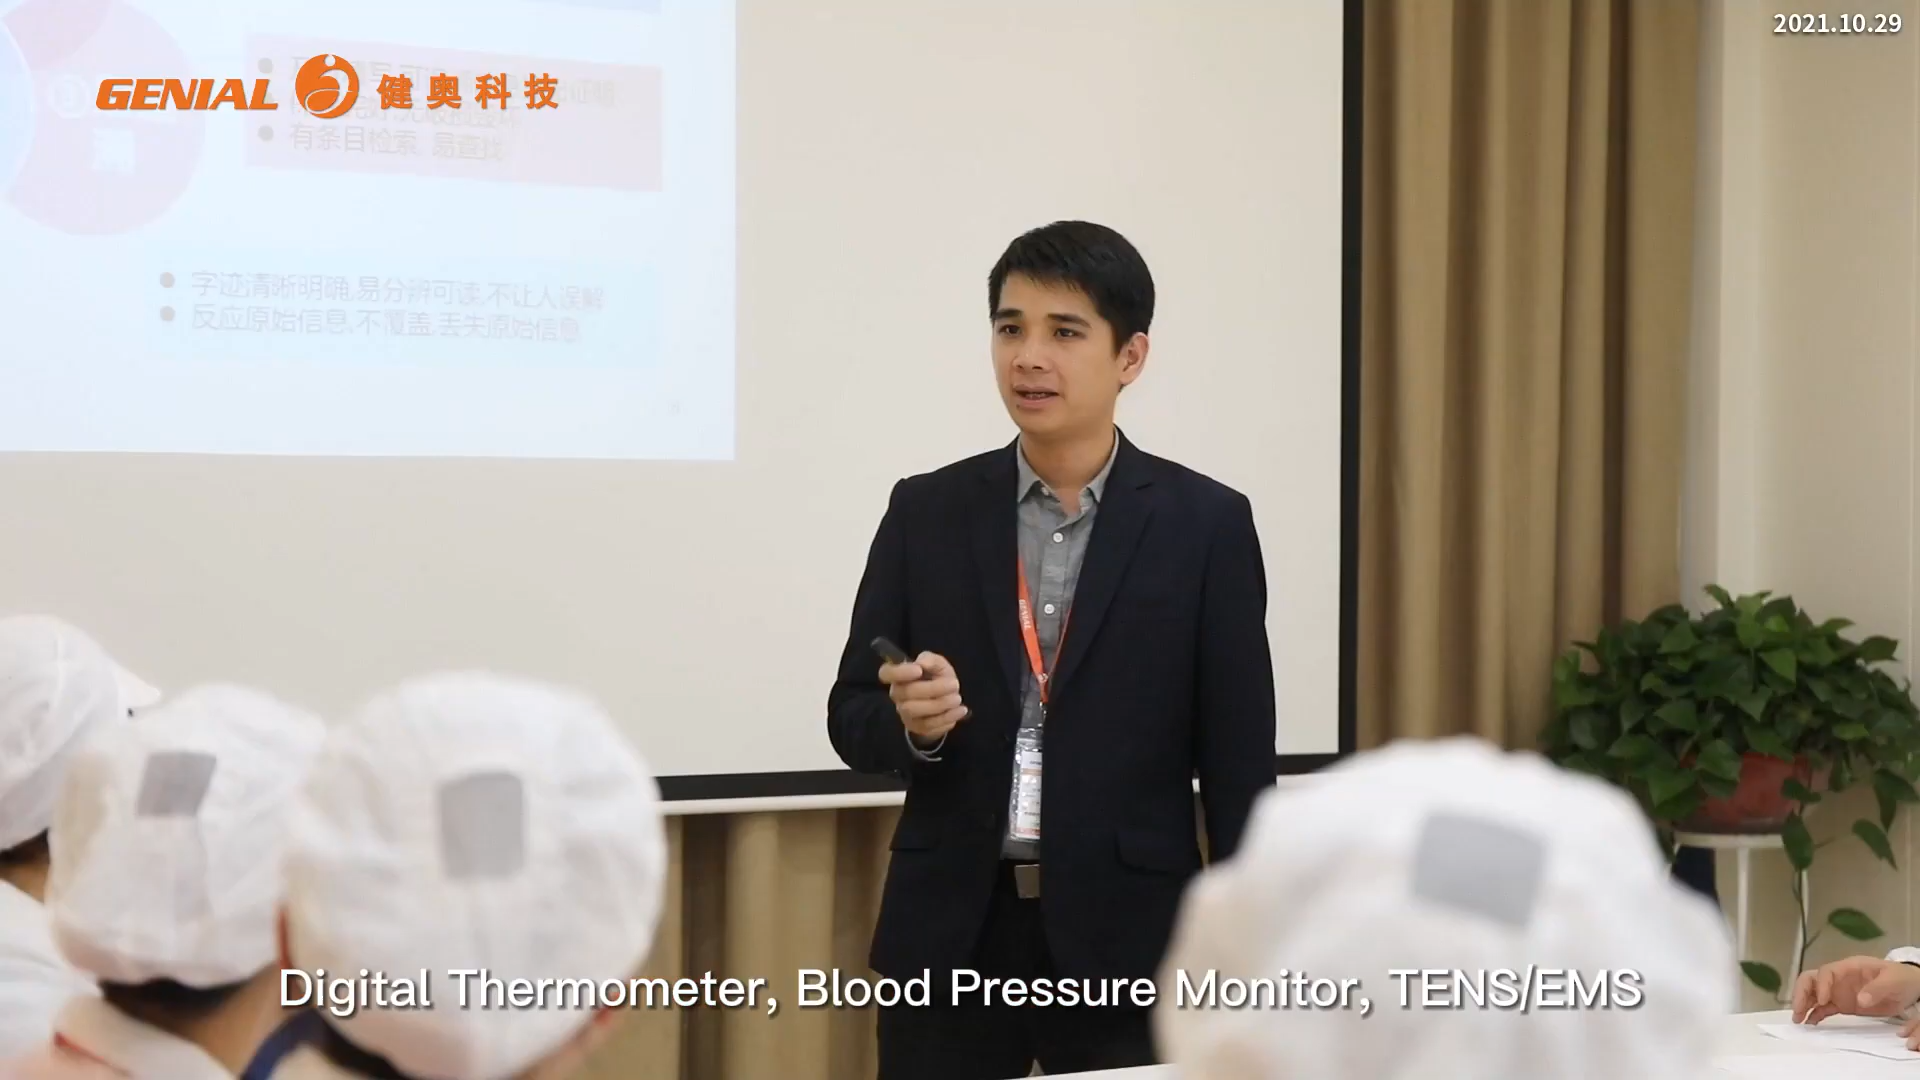 2021.10.29
GENIAL 健奥科技
有条目检索 易查找
清
字迹清晰明确,易分辨可读,不让人误解
反应原始信息,不覆盖,丢失原始信息
Digital Thermometer, Blood Pressure Monitor, TENS/EMS